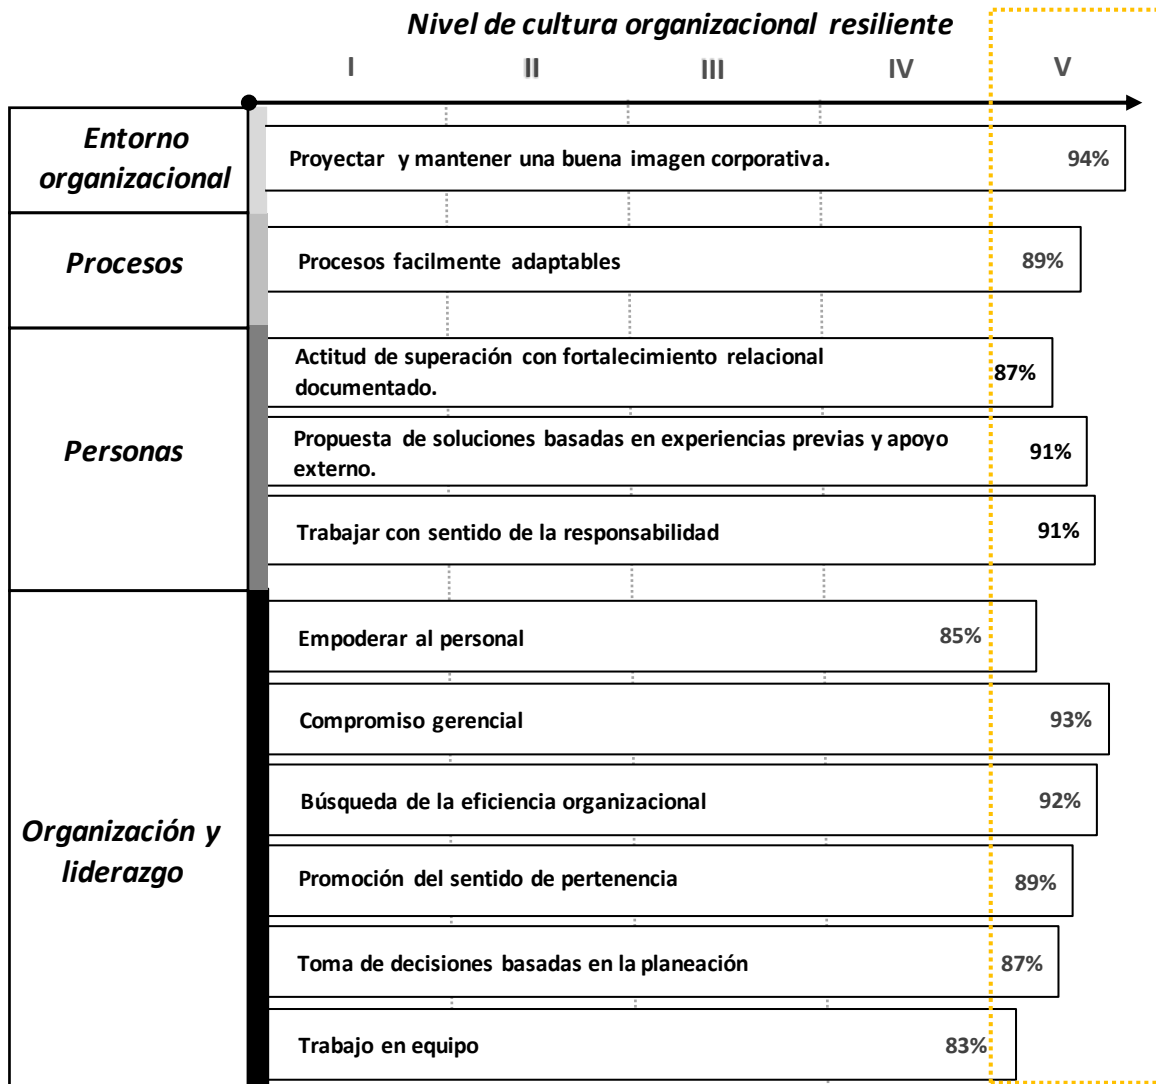 Nivel de cultura organizacional resiliente
I II III IV V
Entorno
organizacional
Proyectar y mantener una buena imagen corporativa.
94%
Procesos
Procesos facilmente adaptables
89%
Personas
Actitud de superación con fortalecimiento relacional
documentado.
87%
Propuesta de soluciones basadas en experiencias previas y apoyo
externo.
91%
Trabajar con sentido de la responsabilidad
91%
Organización y
liderazgo
Empoderar al personal
85%
Compromiso gerencial
93%
Búsqueda de la eficiencia organizacional
92%
Promoción del sentido de pertenencia
89%
Toma de decisiones basadas en la planeación
87%
Trabajo en equipo
83%